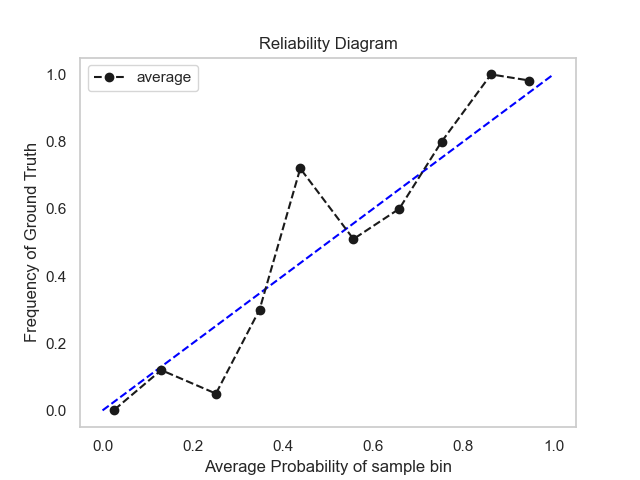 Reliability Diagram
average
Frequency of Ground Truth
1.0
0.8
0.6
0.4
0.2
0.0
0.0 0.2 0.4 0.6 0.8 1.0
Average Probability of sample bin